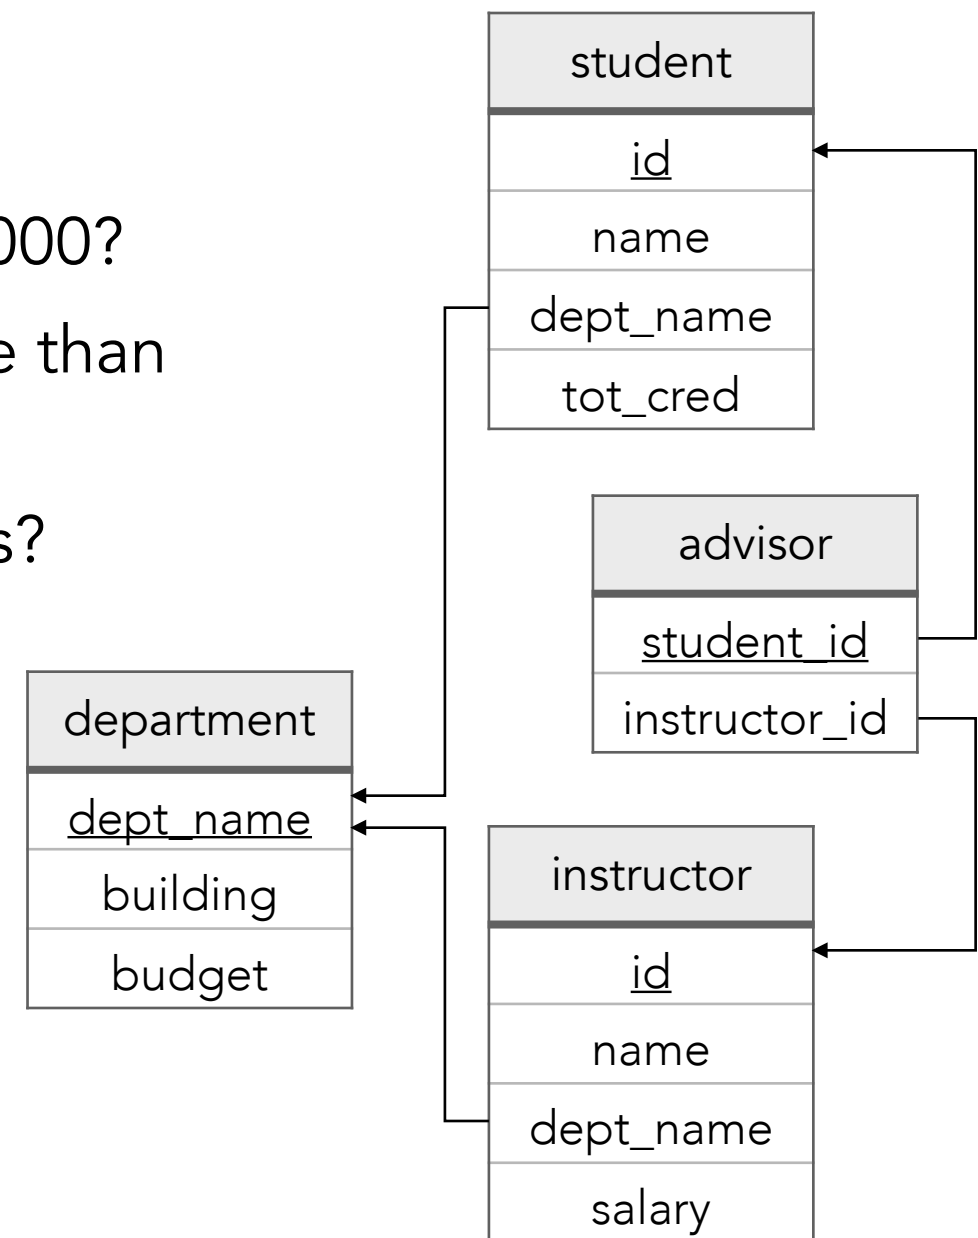 000?
than
s?
student
id
name
dept_name
tot_cred
advisor
student_id
instructor_id
department
dept_name
building
budget
instructor
id
name
dept_name
salary